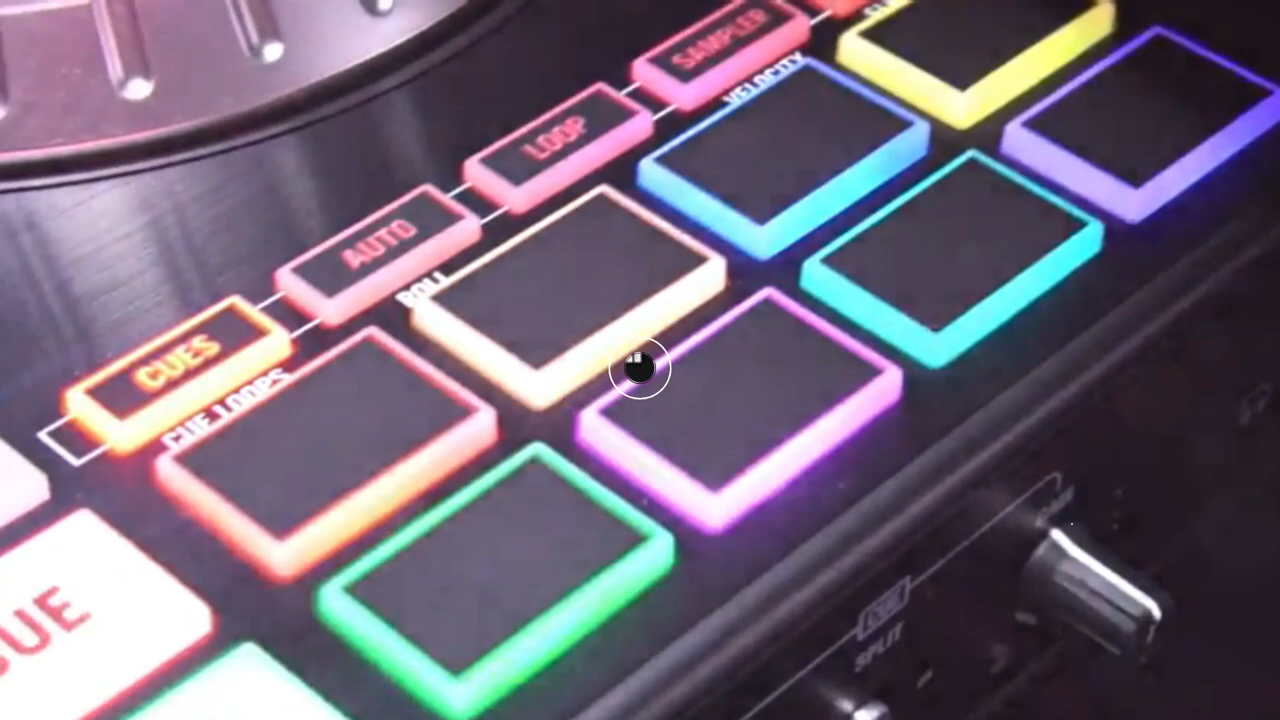 SAMPLER
VELOCITY
LOOP
AUTO
ROLL
CUES
CUE LOOPS
CUE
SPLIT